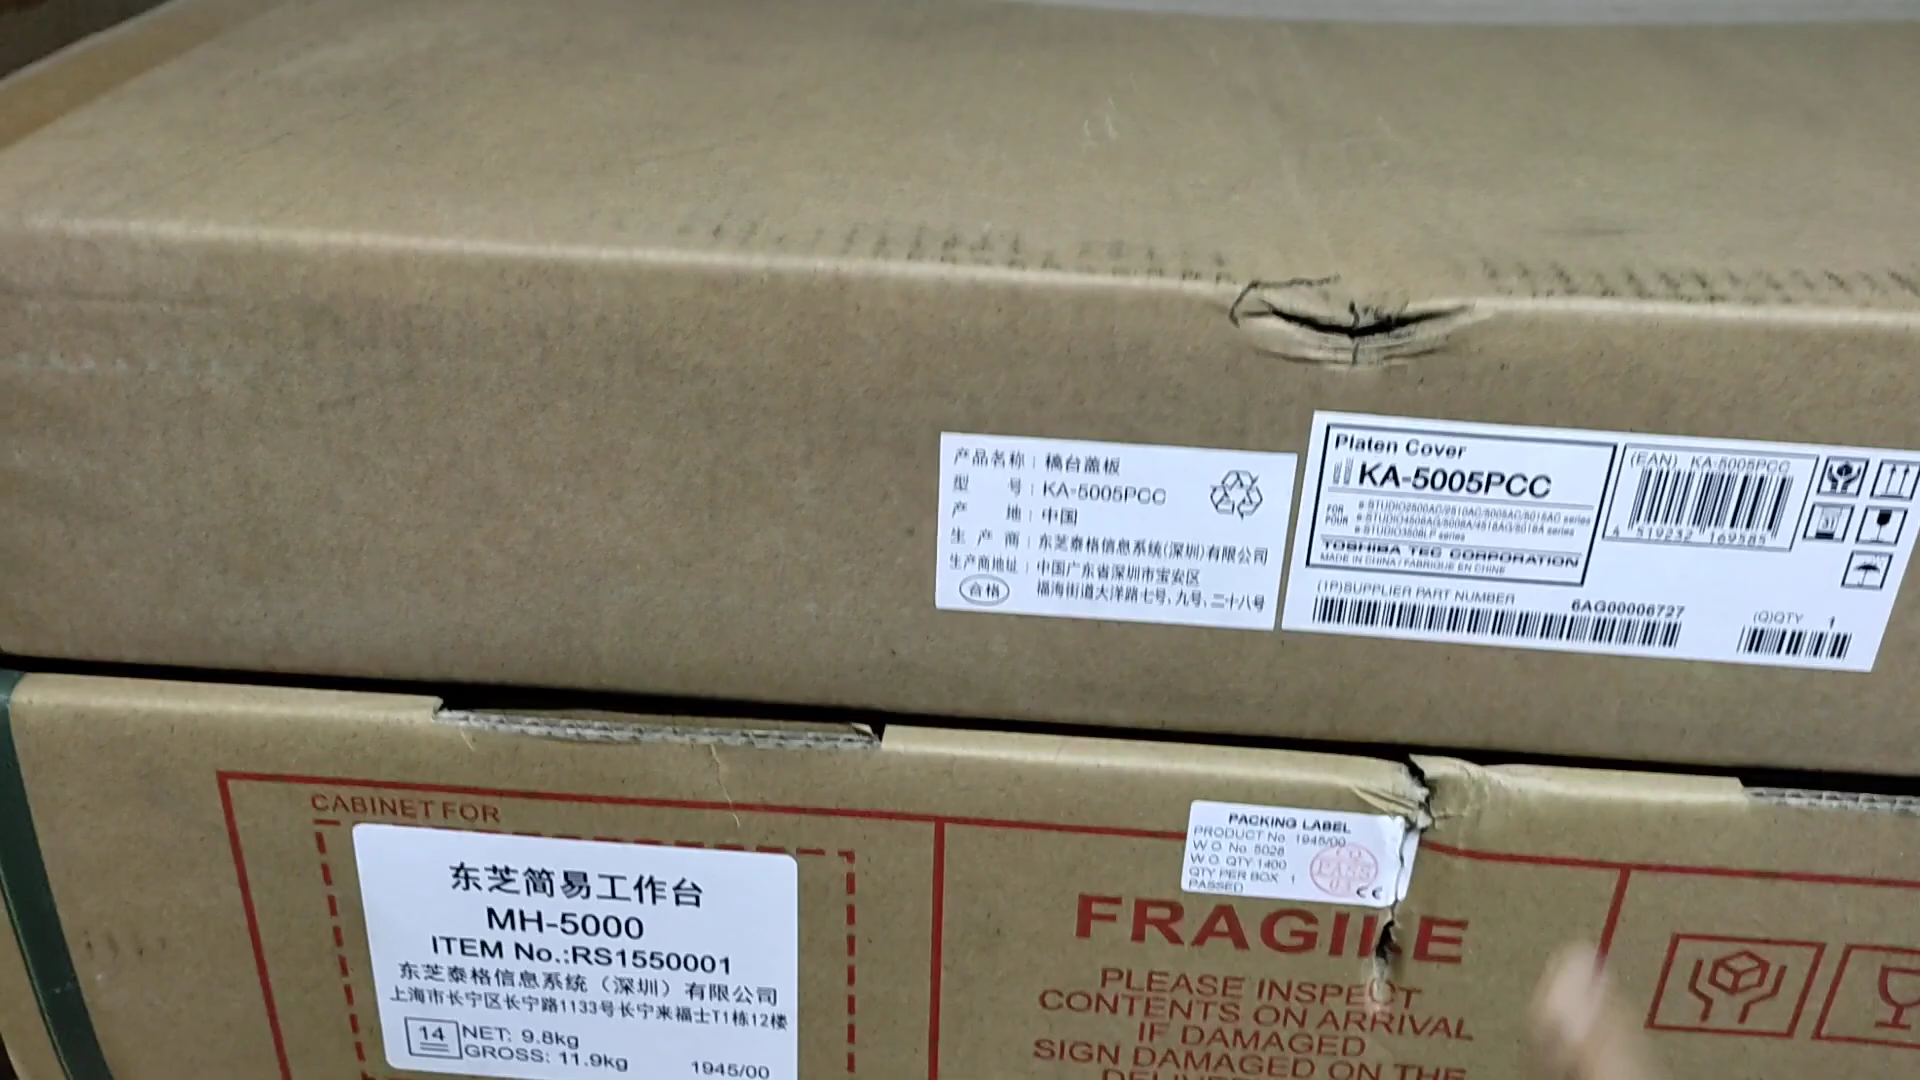 产品名称：稿台盖板
型 号：KA-5005PCC
产 地：中国
生 产 商：东芝泰格信息系统(深圳)有限公司
生产商地址：中国广东省深圳市宝安区
福海街道大洋路七号、九号、二十八号
合格
Platen Cover
KA-5005PCC
FOR
POUR
e-STUDIO2500AC/2510AC/5005AC/5015AC series
e-STUDIO4508AG/5008A/4518AG/5018A series
e-STUDIO3508LP series
TOSHIBA TEC CORPORATION
MADE IN CHINA / FABRIQUE EN CHINE
(EAN) KA-5005PCC
4 519232 169585
(1P)SUPPLIER PART NUMBER
6AG00006727
(Q)QTY 1
CABINET FOR
东芝简易工作台
MH-5000
ITEM No.:RS1550001
东芝泰格信息系统（深圳）有限公司
上海市长宁区长宁路1133号长宁来福士T1栋12楼
14
NET: 9.8kg
GROSS: 11.9kg
1945/00
PACKING LABEL
PRODUCT No 1945/00
W.O. No. 5028
W.O. QTY 1400
QTY PER BOX 1
PASSED
PASS
CE
FRAGILE
PLEASE INSPECT
CONTENTS ON ARRIVAL
IF DAMAGED
SIGN DAMAGED ON THE